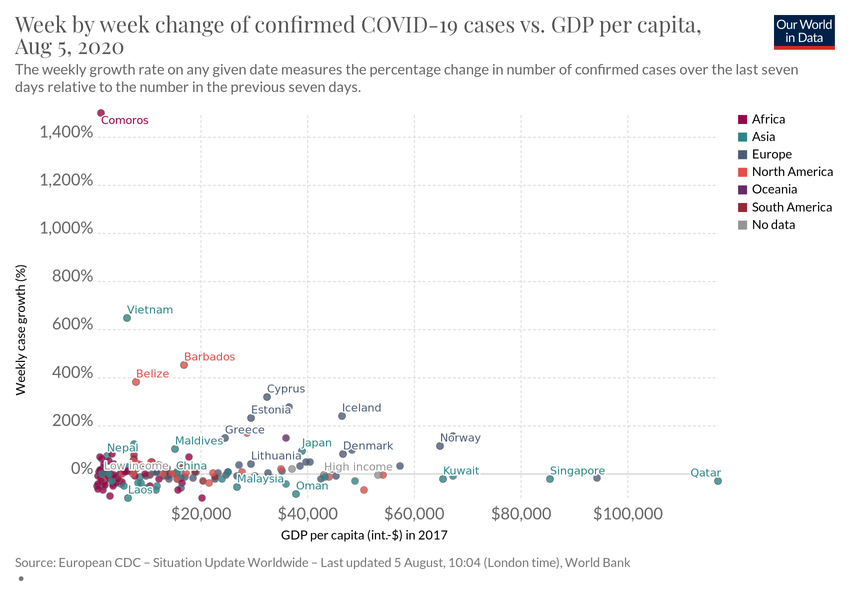 Week by week change of confirmed COVID-19 cases vs. GDP per capita,
Aug 5, 2020
Our World
in Data
The weekly growth rate on any given date measures the percentage change in number of confirmed cases over the last seven
days relative to the number in the previous seven days.
Africa
Asia
Europe
North America
Oceania
South America
No data
Weekly case growth (%)
1,400%
1,200%
1,000%
800%
600%
400%
200%
0%
Comoros
Vietnam
Barbados
Belize
Cyprus
Estonia
Iceland
Greece
Maldives
Nepal
Japan
Denmark
Norway
Lithuania
Low income
China
High income
Malaysia
Kuwait
Singapore
Qatar
Laos
Oman
$20,000
$40,000
$60,000
$80,000
$100,000
GDP per capita (int.-$) in 2017
Source: European CDC – Situation Update Worldwide – Last updated 5 August, 10:04 (London time), World Bank